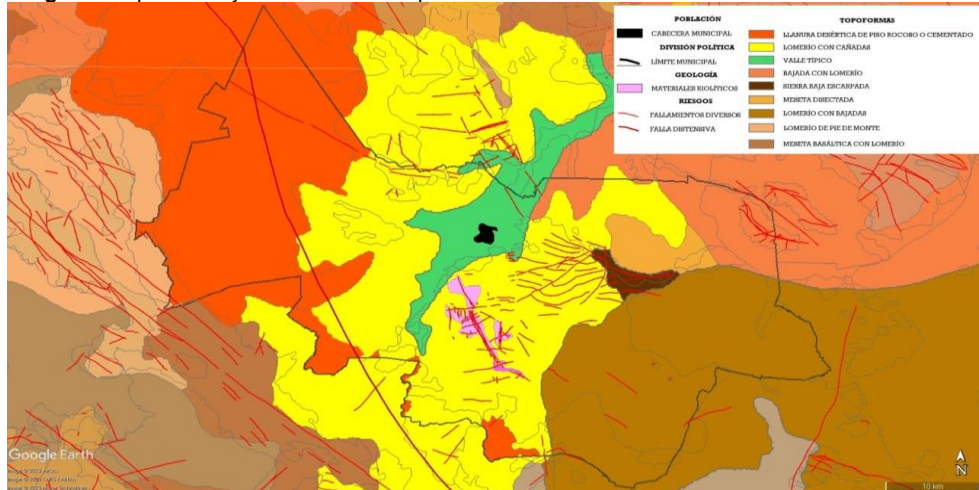 POBLACIÓN
CABECERA MUNICIPAL
DIVISIÓN POLÍTICA
LÍMITE MUNICIPAL
GEOLOGÍA
MATERIALES RIOLÍTICOS
RIESGOS
FALLAMIENTOS DIVERSOS
FALLA DISTENSIVA
TOPOFORMAS
LLANURA DESÉRTICA DE PISO ROCOSO O CEMENTADO
LOMERÍO CON CAÑADAS
VALLE TÍPICO
BAJADA CON LOMERÍO
SIERRA BAJA ESCARPADA
MESETA DISECTADA
LOMERÍO CON BAJADAS
LOMERÍO DE PIE DE MONTE
MESETA BASÁLTICA CON LOMERÍO
Google Earth
N
10 km